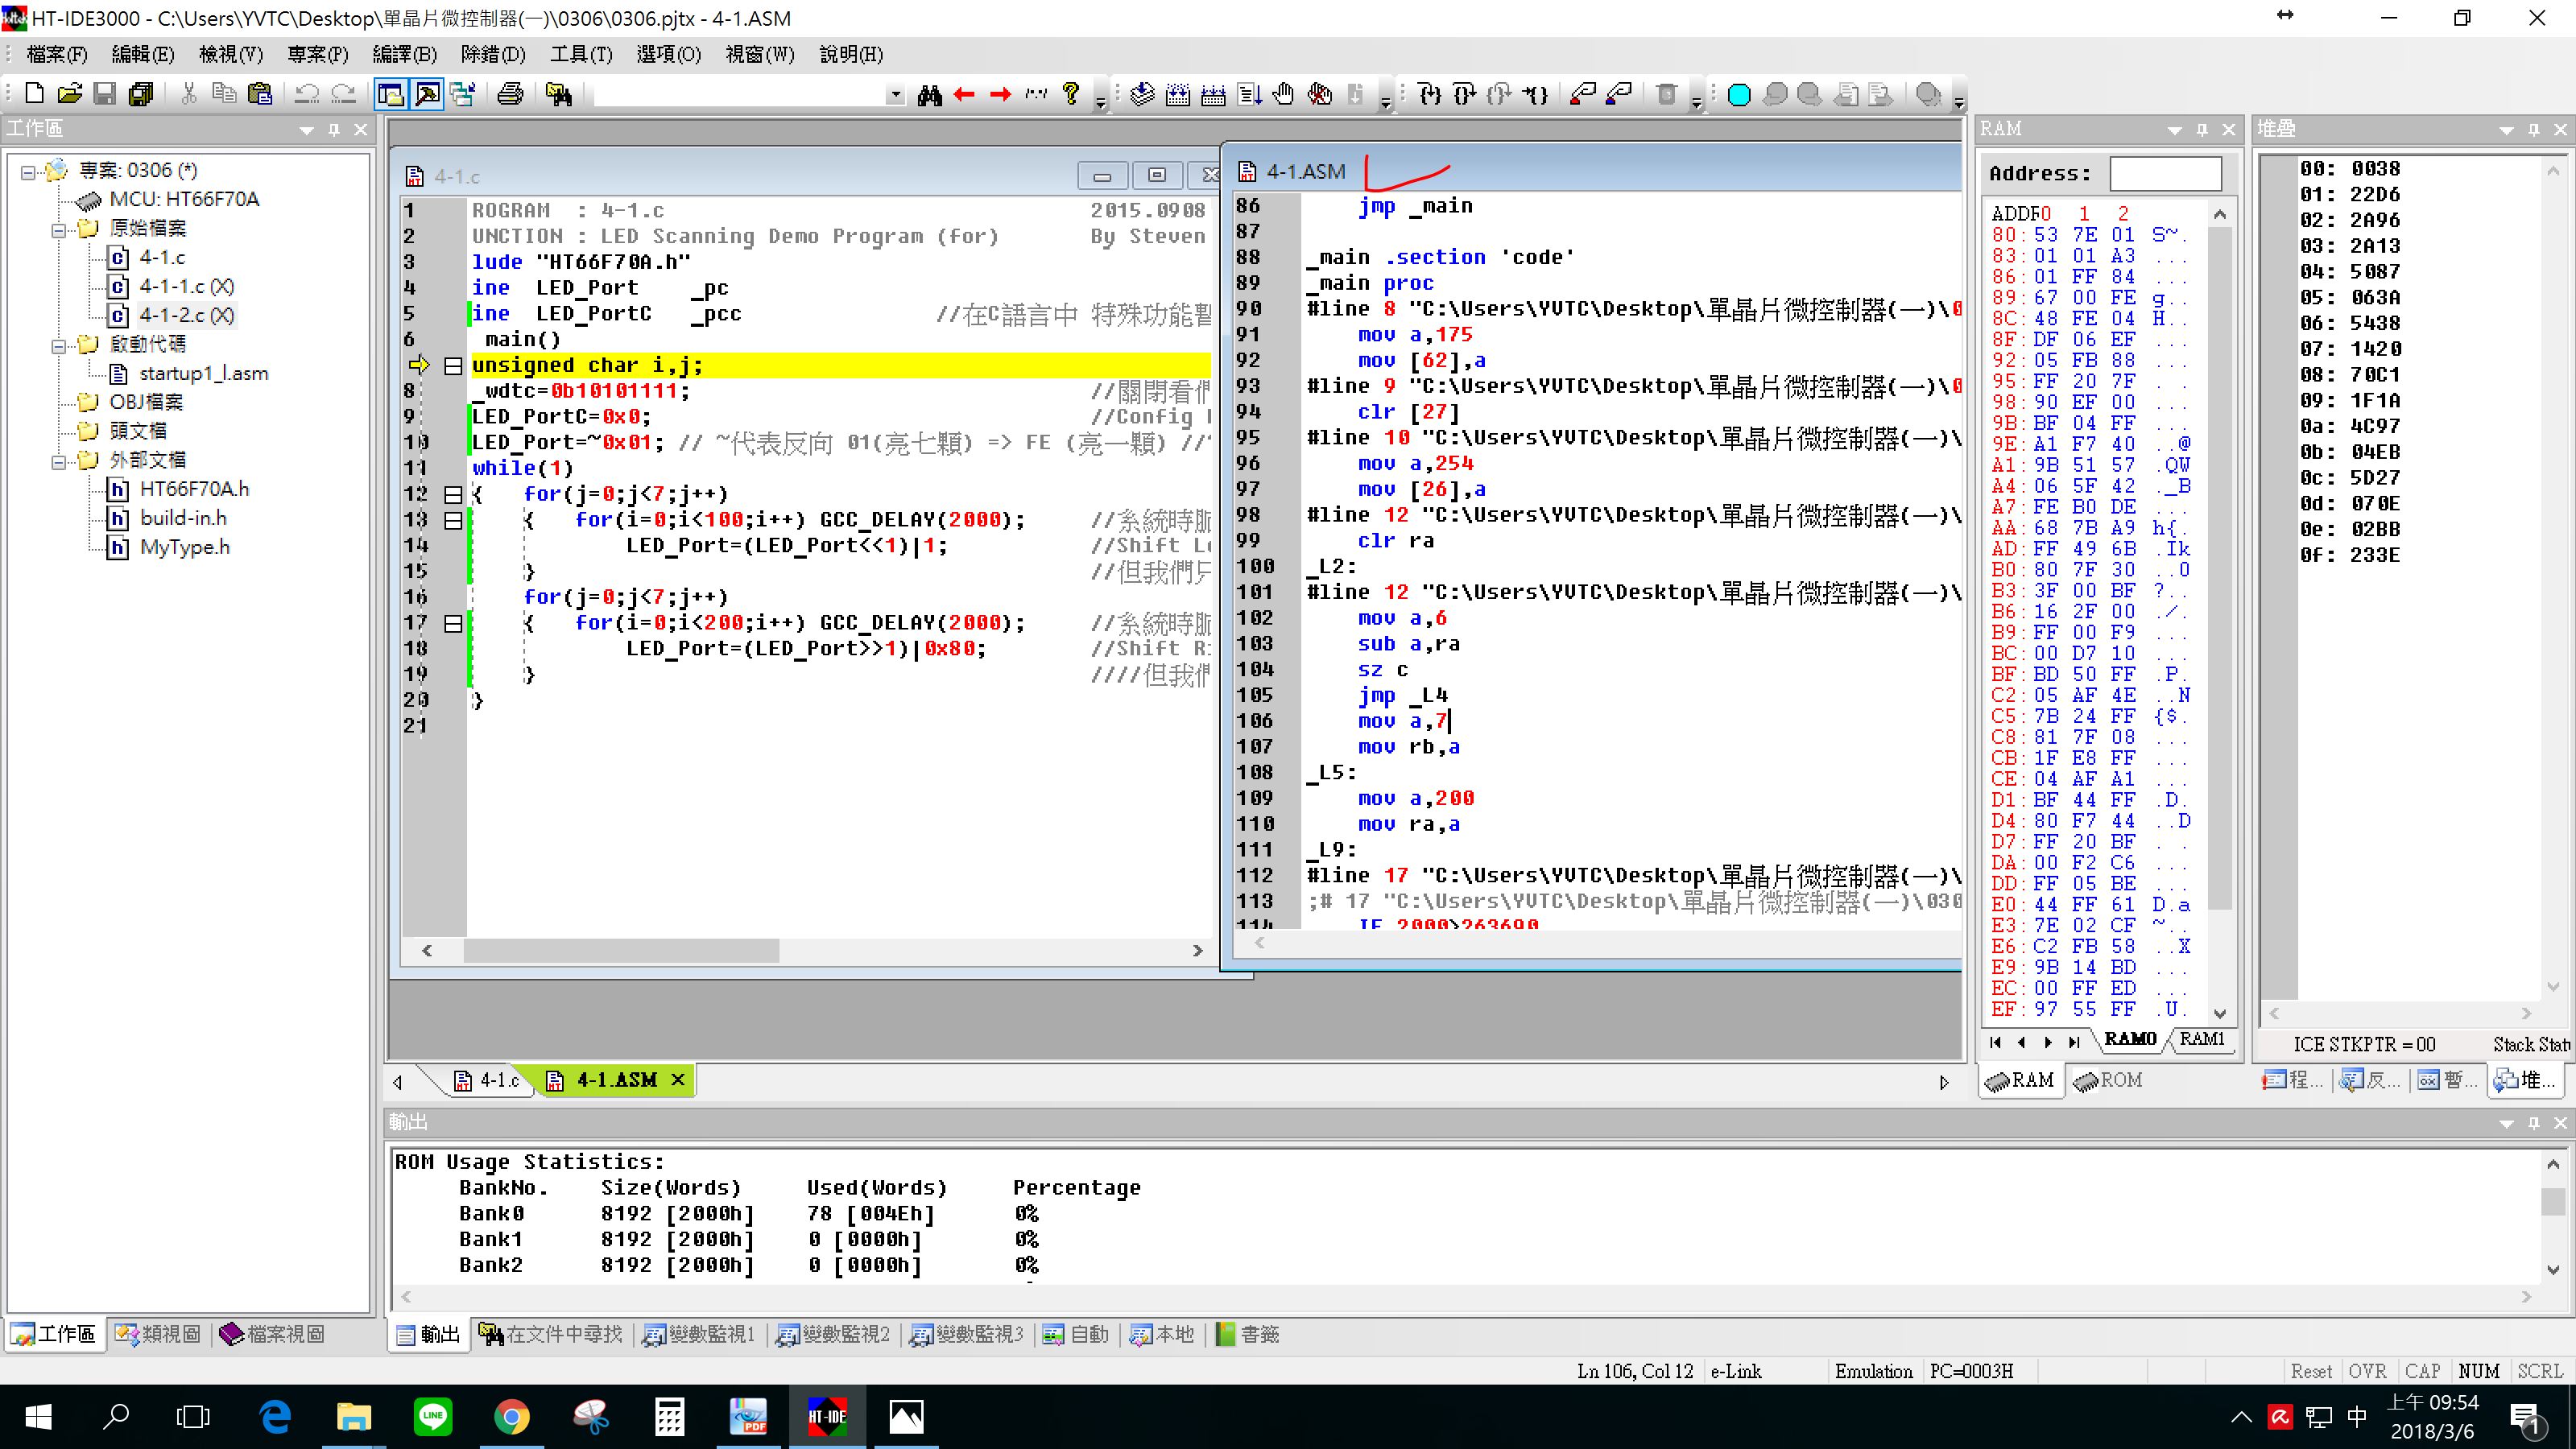 HT-IDE3000 - C:\Users\YVTC\Desktop\單晶片微控制器(一)\0306\0306.pjtx - 4-1.ASM
檔案(F) 編輯(E) 檢視(V) 專案(P) 編譯(B) 除錯(D) 工具(T) 選項(O) 視窗(W) 說明(H)
工作區
專案: 0306 (*)
MCU: HT66F70A
原始檔案
4-1.c
4-1-1.c (X)
4-1-2.c (X)
啟動代碼
startup1_l.asm
OBJ檔案
頭文檔
外部文檔
HT66F70A.h
build-in.h
MyType.h
工作區 類視圖 檔案視圖
4-1.c
1 ROGRAM : 4-1.c 2015.0908
2 UNCTION : LED Scanning Demo Program (for) By Steven
3 lude "HT66F70A.h"
4 ine LED_Port _pc
5 ine LED_PortC _pcc //在C語言中 特殊功能暫
6 main()
unsigned char i,j;
8 _wdtc=0b10101111; //關閉看們
9 LED_PortC=0x0; //Config
10 LED_Port=~0x01; // ~代表反向 01(亮七顆) => FE (亮一顆) //
11 while(1)
12 { for(j=0;j<7;j++)
13 { for(i=0;i<100;i++) GCC_DELAY(2000); //系統時脈
14 LED_Port=(LED_Port<<1)|1; //Shift Le
15 } //但我們只
16 for(j=0;j<7;j++)
17 { for(i=0;i<200;i++) GCC_DELAY(2000); //系統時脈
18 LED_Port=(LED_Port>>1)|0x80; //Shift Ri
19 } ////但我們
20 }
21
4-1.ASM
86 jmp _main
87
88 _main .section 'code'
89 _main proc
90 #line 8 "C:\Users\YVTC\Desktop\單晶片微控制器(一)\0
91 mov a,175
92 mov [62],a
93 #line 9 "C:\Users\YVTC\Desktop\單晶片微控制器(一)\0
94 clr [27]
95 #line 10 "C:\Users\YVTC\Desktop\單晶片微控制器(一)\
96 mov a,254
97 mov [26],a
98 #line 12 "C:\Users\YVTC\Desktop\單晶片微控制器(一)\
99 clr ra
100 _L2:
101 #line 12 "C:\Users\YVTC\Desktop\單晶片微控制器(一)\
102 mov a,6
103 sub a,ra
104 sz c
105 jmp _L4
106 mov a,7
107 mov rb,a
108 _L5:
109 mov a,200
110 mov ra,a
111 _L9:
112 #line 17 "C:\Users\YVTC\Desktop\單晶片微控制器(一)\
113 ;# 17 "C:\Users\YVTC\Desktop\單晶片微控制器(一)\030
114 IF 2000>263690
4-1.c 4-1.ASM
RAM
Address:
ADDR 0 1 2
80: 53 7E 01 S~.
83: 01 01 A3 ...
86: 01 FF 84 ...
89: 67 00 FE g..
8C: 48 FE 04 H..
8F: DF 06 EF ...
92: 05 FB 88 ...
95: FF 20 7F . .
98: 90 EF 00 ...
9B: BF 04 FF ...
9E: A1 F7 40 ..@
A1: 9B 51 57 .QW
A4: 06 5F 42 ._B
A7: FE B0 DE ...
AA: 68 7B A9 h{.
AD: FF 49 6B .Ik
B0: 80 7F 30 ..0
B3: 3F 00 BF ?..
B6: 16 2F 00 ./.
B9: FF 00 F9 ...
BC: 00 D7 10 ...
BF: BD 50 FF .P.
C2: 05 AF 4E ..N
C5: 7B 24 FF {$.
C8: 81 7F 08 ...
CB: 1F E8 FF ...
CE: 04 AF A1 ...
D1: BF 44 FF .D.
D4: 80 F7 44 ..D
D7: FF 20 BF . .
DA: 00 F2 C6 ...
DD: FF 05 BE ...
E0: 44 FF 61 D.a
E3: 7E 02 CF ~..
E6: C2 FB 58 ..X
E9: 9B 14 BD ...
EC: 00 FF ED ...
EF: 97 55 FF .U.
RAM0 RAM1
RAM ROM
堆疊
00: 0038
01: 22D6
02: 2A96
03: 2A13
04: 5087
05: 063A
06: 5438
07: 1420
08: 70C1
09: 1F1A
0a: 4C97
0b: 04EB
0c: 5D27
0d: 070E
0e: 02BB
0f: 233E
ICE STKPTR = 00 Stack Stat
程... 反... 暫... 堆...
輸出
ROM Usage Statistics:
BankNo. Size(Words) Used(Words) Percentage
Bank0 8192 [2000h] 78 [004Eh] 0%
Bank1 8192 [2000h] 0 [0000h] 0%
Bank2 8192 [2000h] 0 [0000h] 0%
輸出 在文件中尋找 變數監視1 變數監視2 變數監視3 自動 本地 書籤
Ln 106, Col 12 e-Link Emulation PC=0003H Reset OVR CAP NUM SCRL
LINE
PDF
HT-IDE
中
上午 09:54
2018/3/6
1